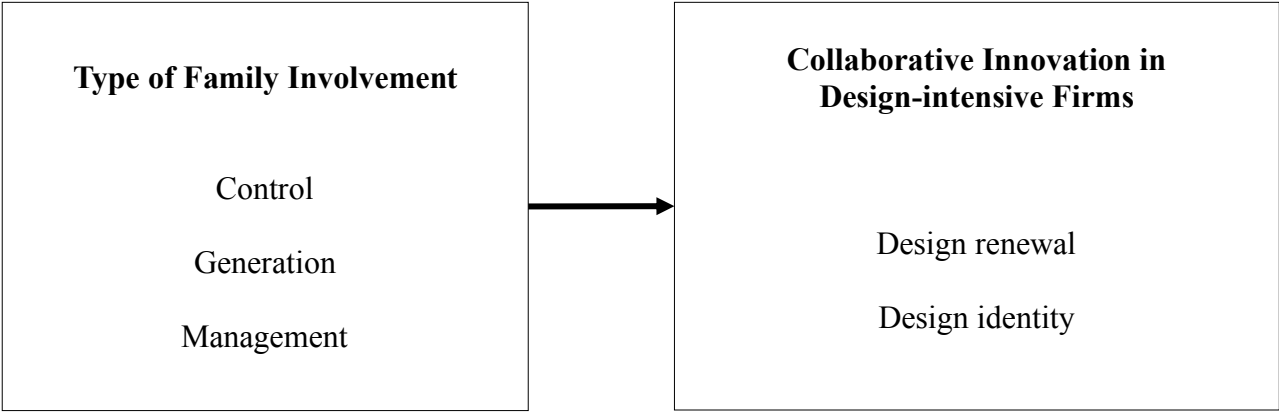 Type of Family Involvement
Control
Generation
Management
Collaborative Innovation in
Design-intensive Firms
Design renewal
Design identity